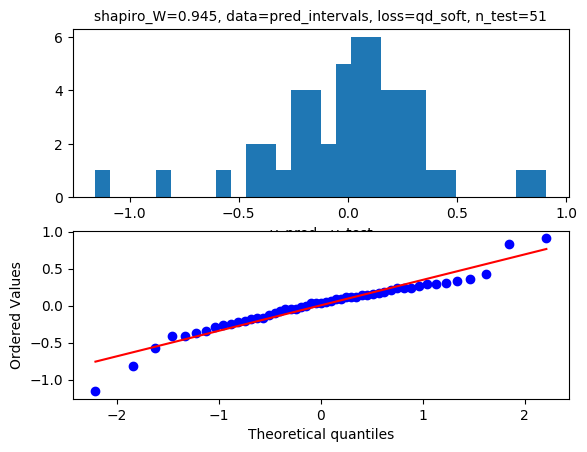 shapiro_W=0.945, data=pred_intervals, loss=qd_soft, n_test=51
6
4
2
0
−1.0 −0.5 0.0 0.5 1.0
Ordered Values
0.5
0.0
−0.5
−1.0
−2 −1 0 1 2
Theoretical quantiles